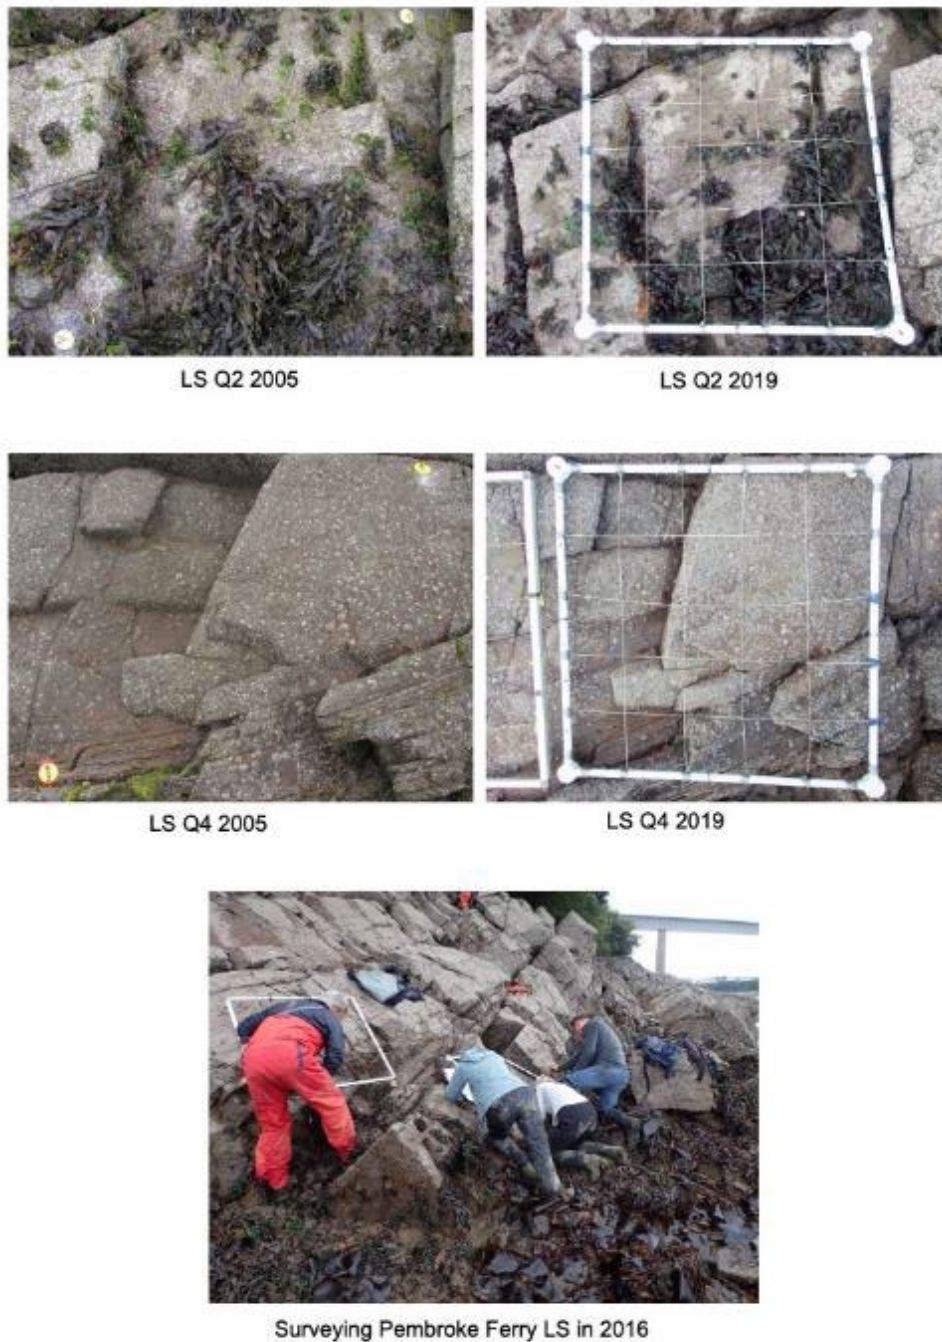 LS Q2 2005
LS Q2 2019
LS Q4 2005
LS Q4 2019
Surveying Pembroke Ferry LS in 2016